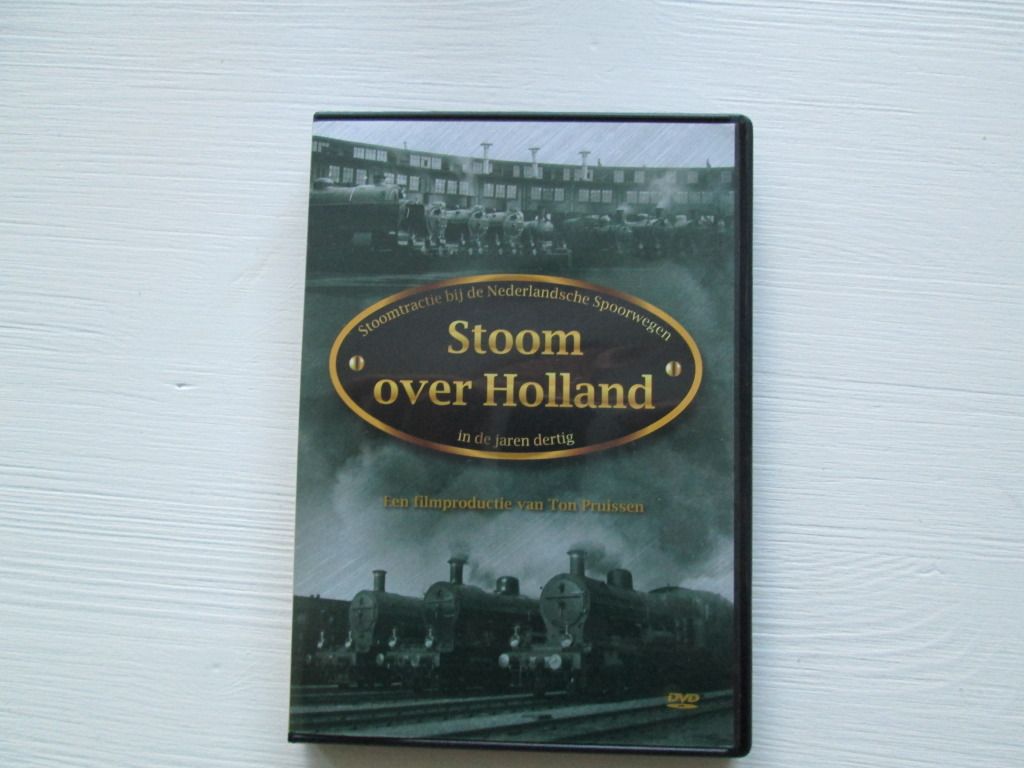 Stoomtractie bij de Nederlandsche Spoorwegen
Stoom
over Holland
in de jaren dertig
Een filmproductie van Ton Pruissen
DVD